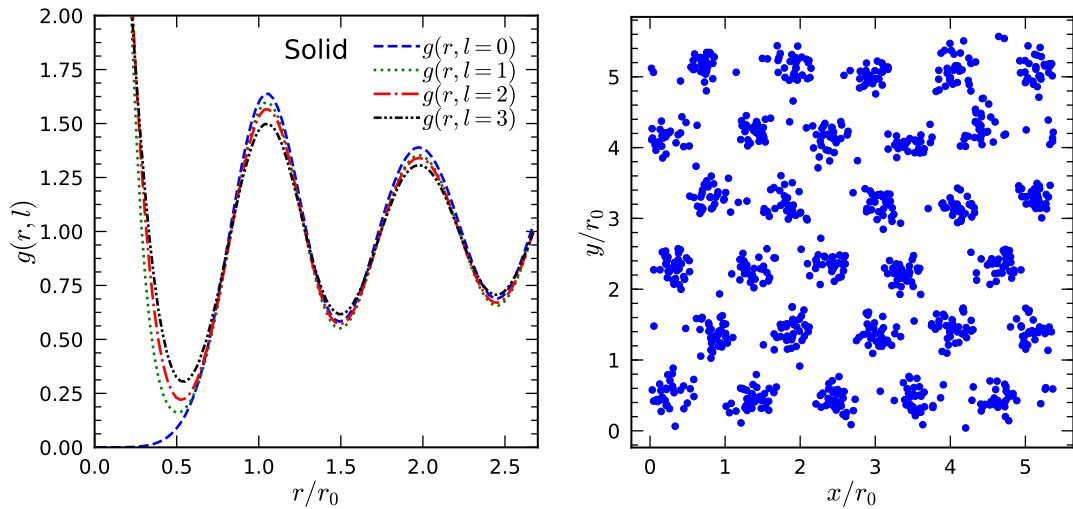 2.00
1.75
1.50
1.25
1.00
0.75
0.50
0.25
0.00
g(r, l)
Solid
g(r, l = 0)
g(r, l = 1)
g(r, l = 2)
g(r, l = 3)
0.0 0.5 1.0 1.5 2.0 2.5
r/r₀
5
4
3
2
1
0
y/r₀
0 1 2 3 4 5
x/r₀